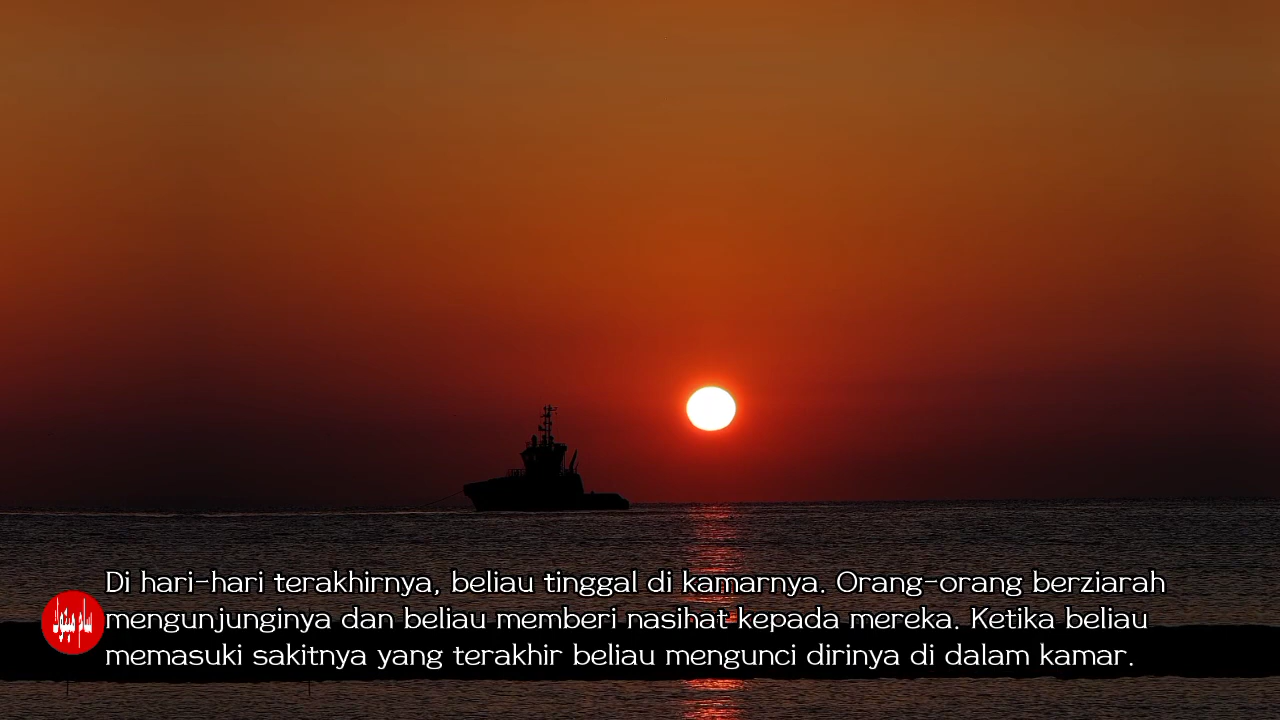 Di hari-hari terakhirnya, beliau tinggal di kamarnya. Orang-orang berziarah
mengunjunginya dan beliau memberi nasihat kepada mereka. Ketika beliau
memasuki sakitnya yang terakhir beliau mengunci dirinya di dalam kamar.